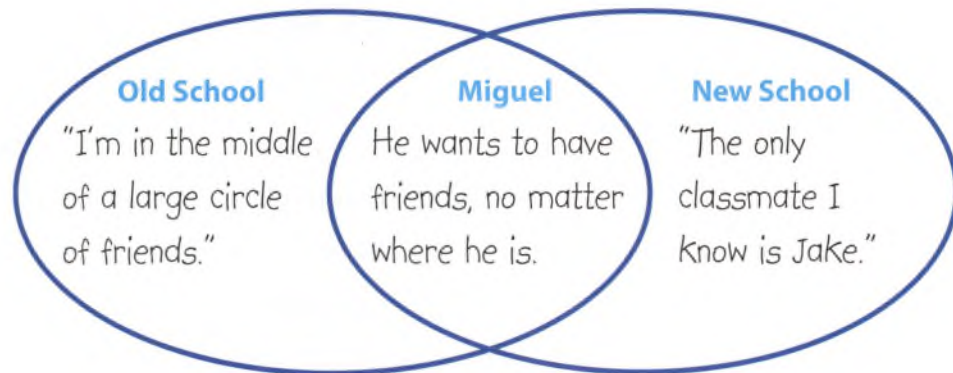 Old School
"I'm in the middle
of a large circle
of friends."
Miguel
He wants to have
friends, no matter
where he is.
New School
"The only
classmate I
know is Jake."